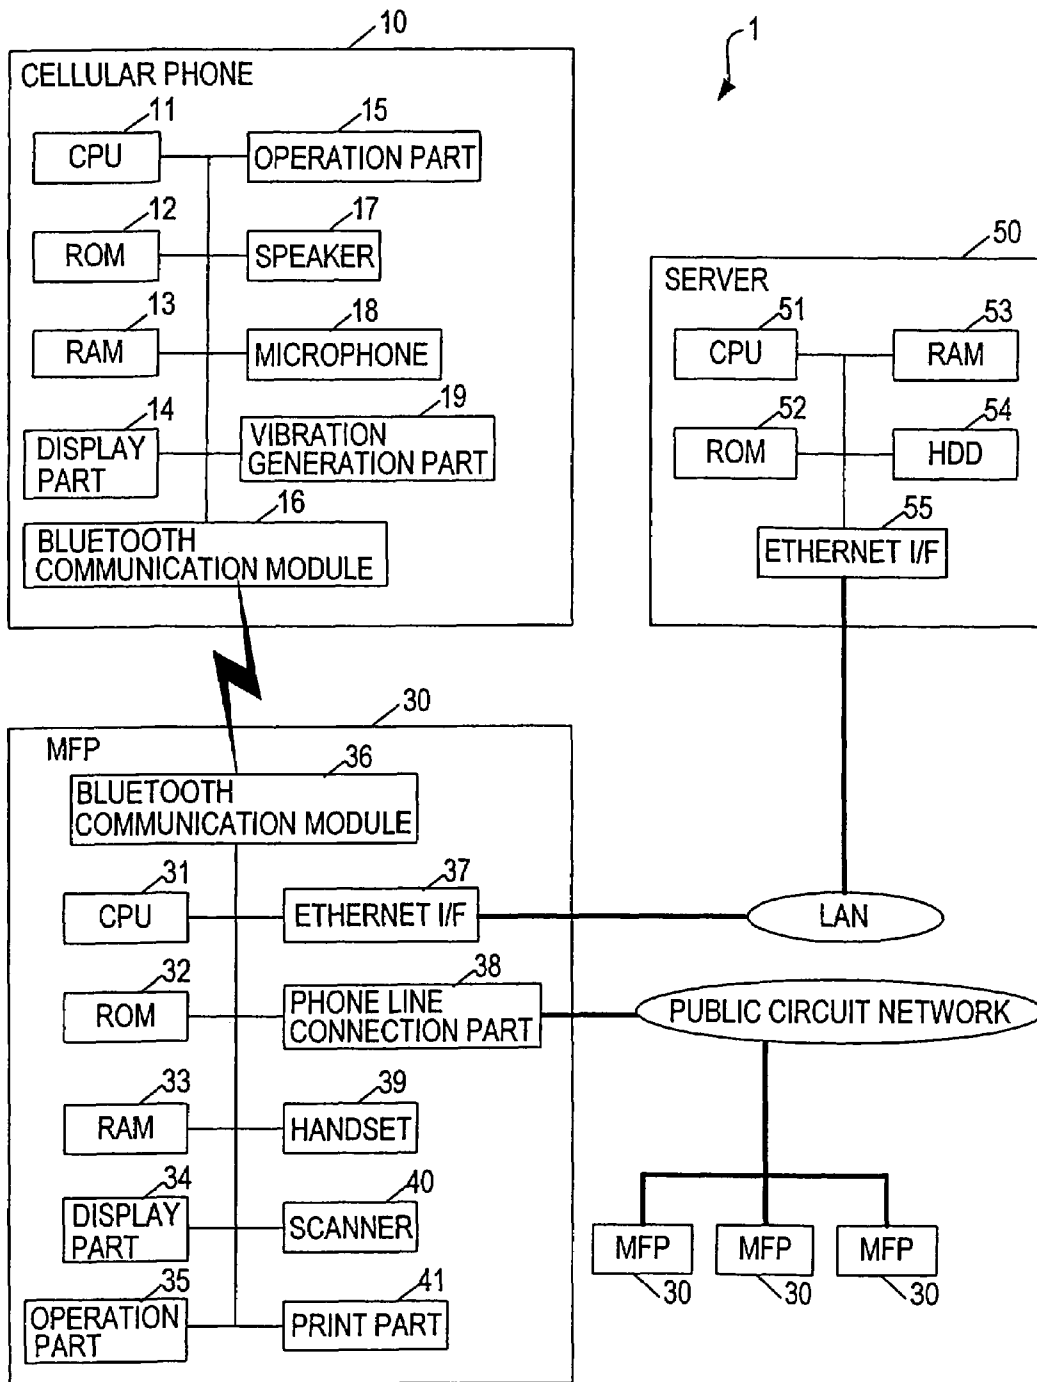 10
1
CELLULAR PHONE
11
15
CPU
OPERATION PART
12
17
ROM
SPEAKER
13
18
RAM
MICROPHONE
14
19
DISPLAY
PART
VIBRATION
GENERATION PART
16
BLUETOOTH
COMMUNICATION MODULE
50
SERVER
51
53
CPU
RAM
52
54
ROM
HDD
55
ETHERNET I/F
30
MFP
36
BLUETOOTH
COMMUNICATION MODULE
31
37
CPU
ETHERNET I/F
LAN
32
38
ROM
PHONE LINE
CONNECTION PART
PUBLIC CIRCUIT NETWORK
33
39
RAM
HANDSET
34
40
DISPLAY
PART
SCANNER
35
41
OPERATION
PART
PRINT PART
MFP
MFP
MFP
30
30
30